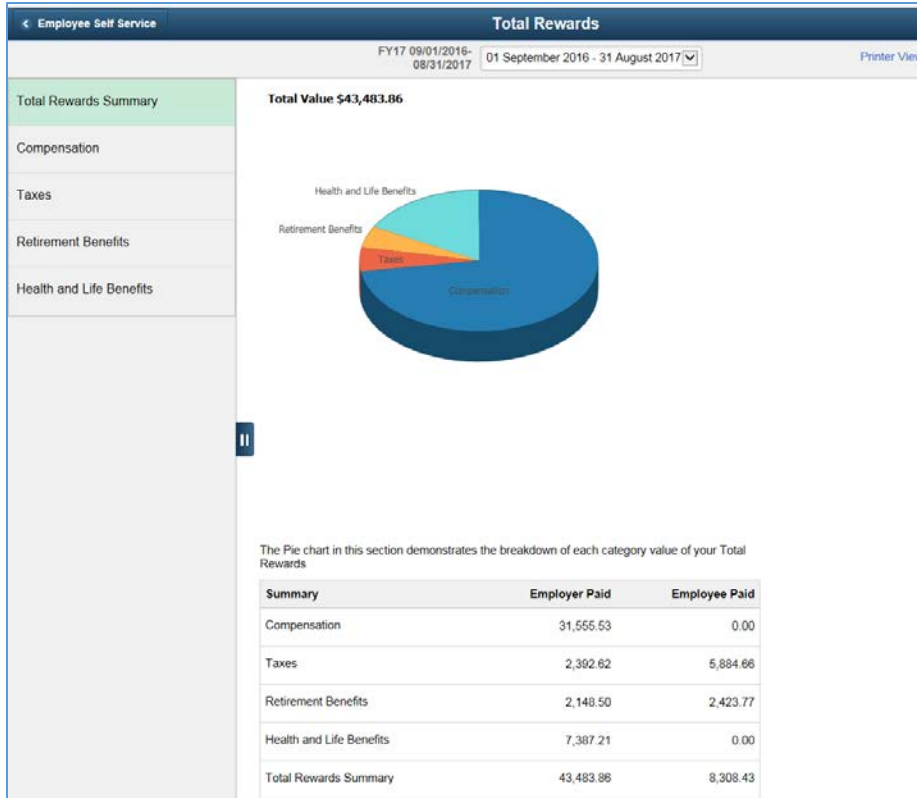 Employee Self Service
Total Rewards
FY17 09/01/2016-
08/31/2017
01 September 2016 - 31 August 2017
Printer View
Total Rewards Summary
Compensation
Taxes
Retirement Benefits
Health and Life Benefits
Total Value $43,483.86
Health and Life Benefits
Retirement Benefits
Taxes
Compensation
The Pie chart in this section demonstrates the breakdown of each category value of your Total
Rewards
Summary Employer Paid Employee Paid
Compensation 31,555.53 0.00
Taxes 2,392.62 5,884.66
Retirement Benefits 2,148.50 2,423.77
Health and Life Benefits 7,387.21 0.00
Total Rewards Summary 43,483.86 8,308.43